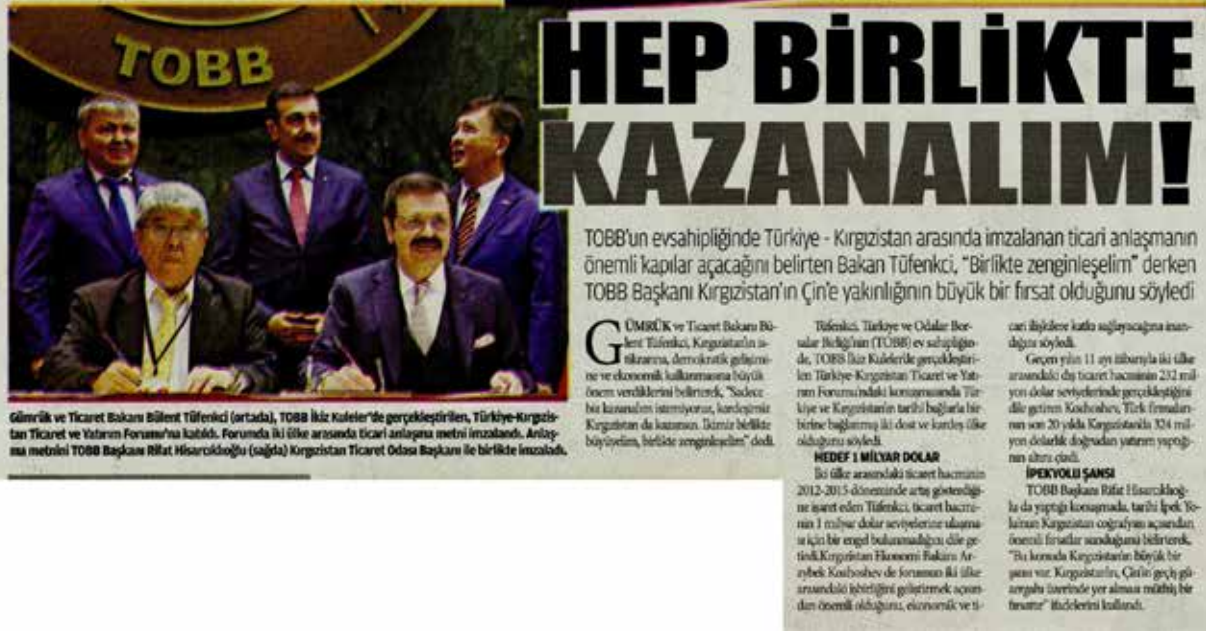 TOBB
HEP BİRLİKTE
KAZANALIM!
TOBB'un evsahipliğinde Türkiye - Kırgızistan arasında imzalanan ticari anlaşmanın
önemli kapılar açacağını belirten Bakan Tüfenkci, "Birlikte zenginleşelim" derken
TOBB Başkanı Kırgızistan'ın Çin'e yakınlığının büyük bir fırsat olduğunu söyledi
Gümrük ve Ticaret Bakanı Bülent Tüfenkci (ortada), TOBB İkiz Kuleler'de gerçekleştirilen, Türkiye-Kırgızis-
tan Ticaret ve Yatırım Forumu'na katıldı. Forumda iki ülke arasında ticari anlaşma metni imzalandı. Anlaş-
ma metnini TOBB Başkanı Rifat Hisarcıklıoğlu (sağda) Kırgızistan Ticaret Odası Başkanı ile birlikte imzaladı.
GÜMRÜK ve Ticaret Bakanı Bü-
lent Tüfenkci, Kırgızistan'ın is-
tikrarına, demokratik gelişimi-
ne ve ekonomik kalkınmasına büyük
önem verdiklerini belirterek, "Sadece
biz kazanalım istemiyoruz, kardeşimiz
Kırgızistan da kazansın. İkimiz birlikte
büyüyelim, birlikte zenginleşelim" dedi.
Tüfenkci, Türkiye ve Odalar Bor-
salar Birliği'nin (TOBB) ev sahipliğin-
de, TOBB İkiz Kuleler'de gerçekleştiri-
len Türkiye-Kırgızistan Ticaret ve Yatı-
rım Forumu'ndaki konuşmasında Tür-
kiye ve Kırgızistan'ın tarihi bağlarla bir-
birine bağlanmış iki dost ve kardeş ülke
olduğunu söyledi.
HEDEF 1 MİLYAR DOLAR
İki ülke arasındaki ticaret hacminin
2012-2015 döneminde artış gösterdiği-
ne işaret eden Tüfenkci, ticaret hacmi-
nin 1 milyar dolar seviyelerine ulaşma-
sı için bir engel bulunmadığını dile ge-
tirdi.Kırgızistan Ekonomi Bakanı Ar-
zybek Kozhoshev de forumun iki ülke
arasındaki işbirliğini geliştirmek açısın-
dan önemli olduğunu, ekonomik ve ti-
cari ilişkilere katkı sağlayacağına inan-
dığını söyledi.
Geçen yılın 11 ayı itibarıyla iki ülke
arasındaki dış ticaret hacminin 232 mil-
yon dolar seviyelerinde gerçekleştiğini
dile getiren Kozhoshev, Türk firmaları-
nın son 20 yılda Kırgızistan'da 324 mil-
yon dolarlık doğrudan yatırım yaptığı-
nın altını çizdi.
İPEKYOLU ŞANSI
TOBB Başkanı Rifat Hisarcıklıoğ-
lu da yaptığı konuşmada, tarihi İpek Yo-
lu'nun Kırgızistan coğrafyası açısından
önemli fırsatlar sunduğunu belirterek,
"Bu konuda Kırgızistan'ın büyük bir
şansı var. Kırgızistan'ın, Çin'in geçiş gü-
zergahı üzerinde yer alması müthiş bir
fırsattır" ifadelerini kullandı.